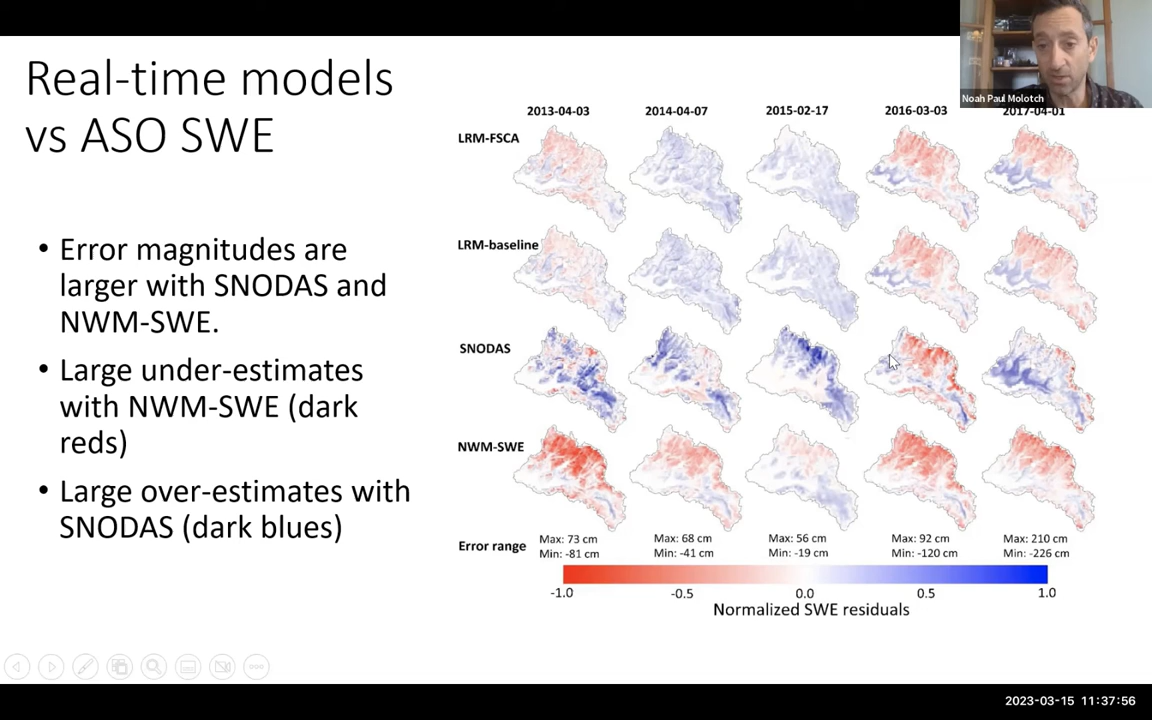 Real-time models
vs ASO SWE
• Error magnitudes are
larger with SNODAS and
NWM-SWE.
• Large under-estimates
with NWM-SWE (dark
reds)
• Large over-estimates with
SNODAS (dark blues)
Noah Paul Molotch
2013-04-03 2014-04-07 2015-02-17 2016-03-03 2017-04-01
LRM-FSCA
LRM-baseline
SNODAS
NWM-SWE
Error range
Max: 73 cm Max: 68 cm Max: 56 cm Max: 92 cm Max: 210 cm
Min: -81 cm Min: -41 cm Min: -19 cm Min: -120 cm Min: -226 cm
-1.0 -0.5 0.0 0.5 1.0
Normalized SWE residuals
2023-03-15 11:37:56